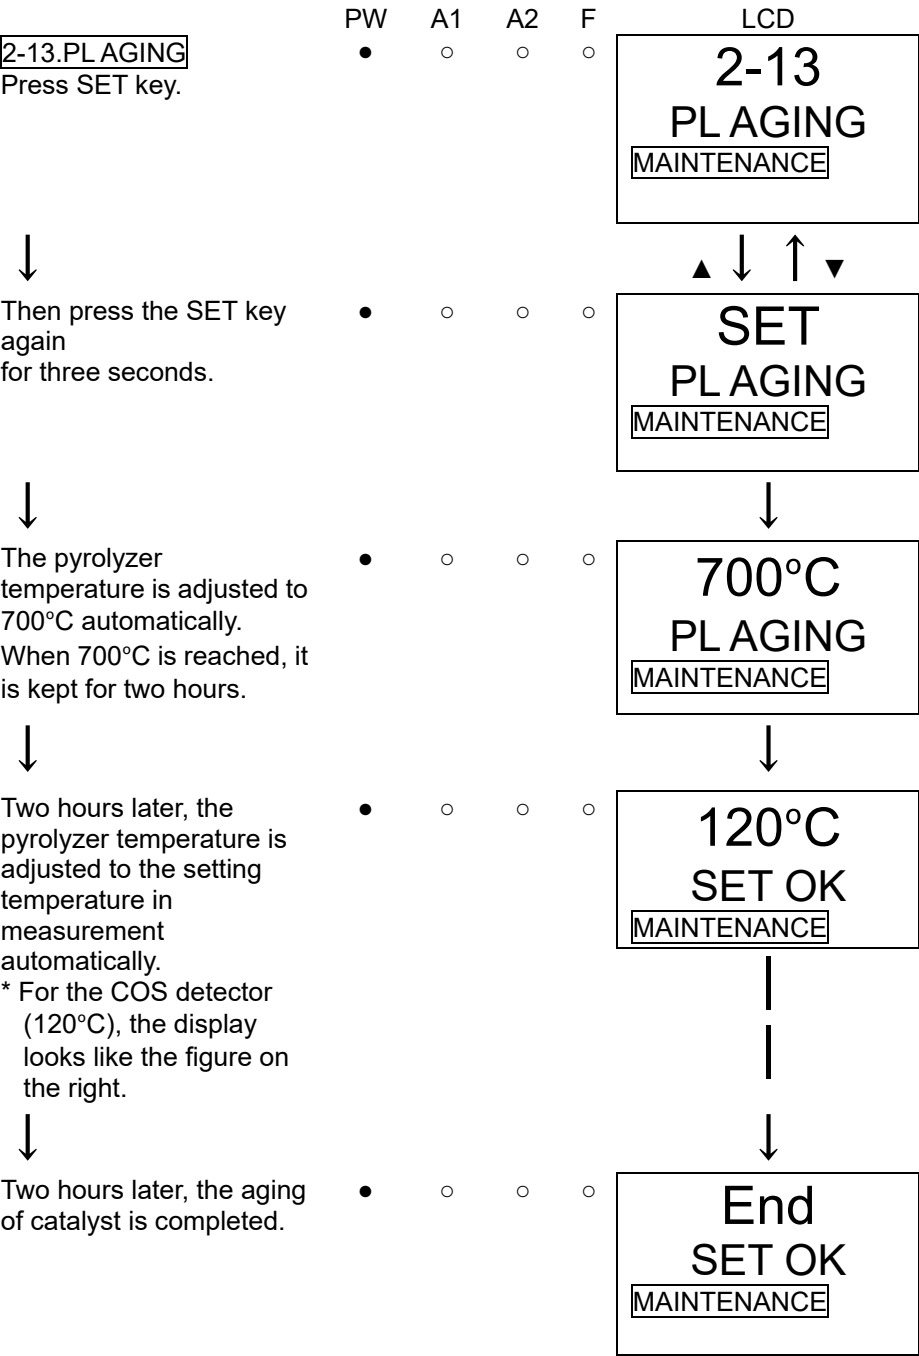 PW A1 A2 F LCD
2-13.PL AGING ● ○ ○ ○
Press SET key.
2-13
PL AGING
MAINTENANCE
↓ ▲ ↓ ↑ ▼
Then press the SET key ● ○ ○ ○
again
for three seconds.
SET
PL AGING
MAINTENANCE
↓ ↓
The pyrolyzer ● ○ ○ ○
temperature is adjusted to
700°C automatically.
When 700°C is reached, it
is kept for two hours.
700°C
PL AGING
MAINTENANCE
↓ ↓
Two hours later, the ● ○ ○ ○
pyrolyzer temperature is
adjusted to the setting
temperature in
measurement
automatically.
* For the COS detector
(120°C), the display
looks like the figure on
the right.
120°C
SET OK
MAINTENANCE
↓ ↓
Two hours later, the aging ● ○ ○ ○
of catalyst is completed.
End
SET OK
MAINTENANCE